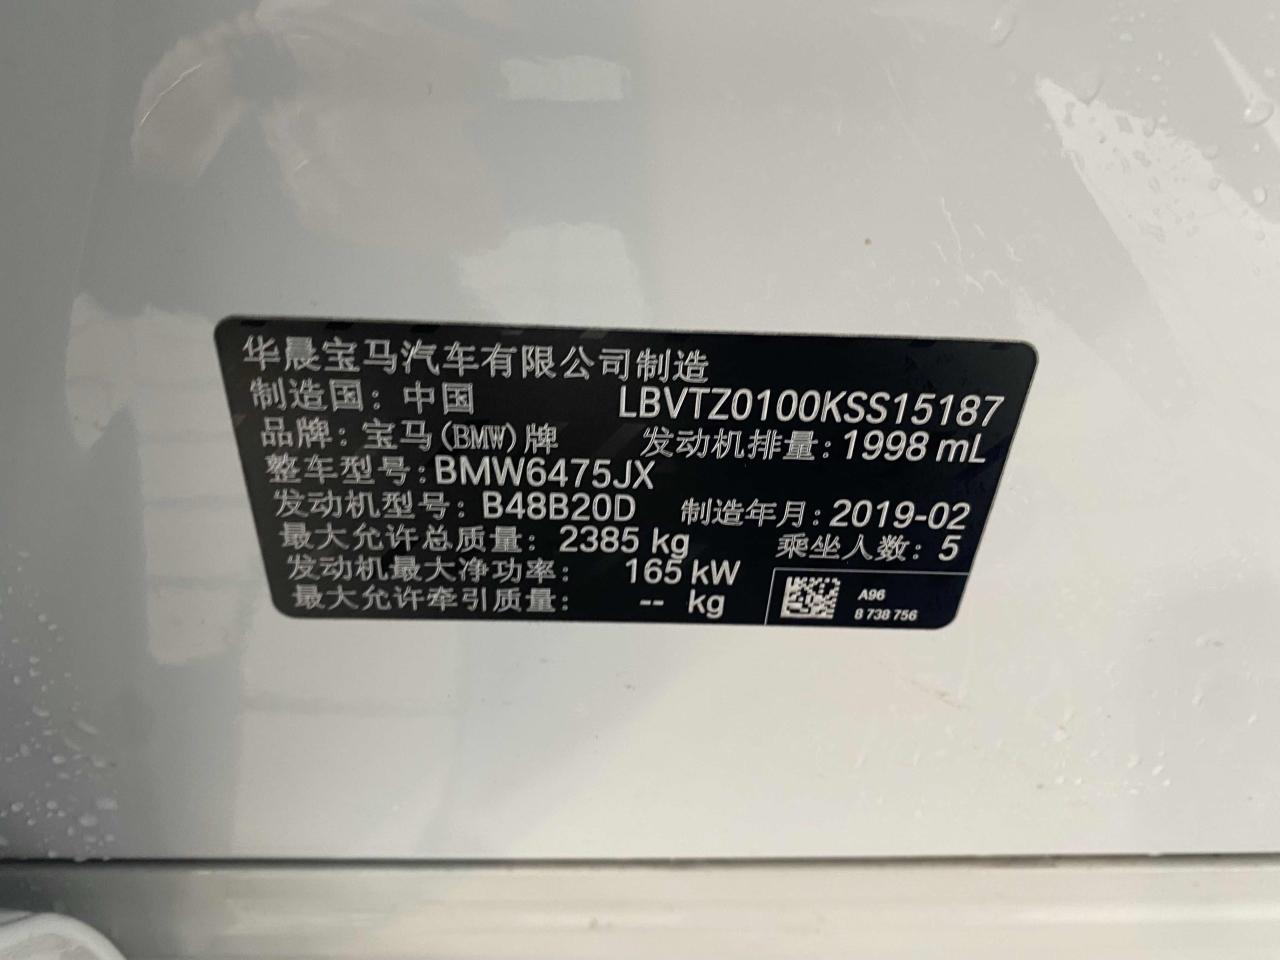 华晨宝马汽车有限公司制造
制造国：中国 LBVTZ0100KSS15187
品牌：宝马(BMW)牌 发动机排量：1998 mL
整车型号：BMW6475JX
发动机型号：B48B20D 制造年月：2019-02
最大允许总质量：2385 kg 乘坐人数：5
发动机最大净功率：165 kW
最大允许牵引质量：-- kg
A96
8 738 756